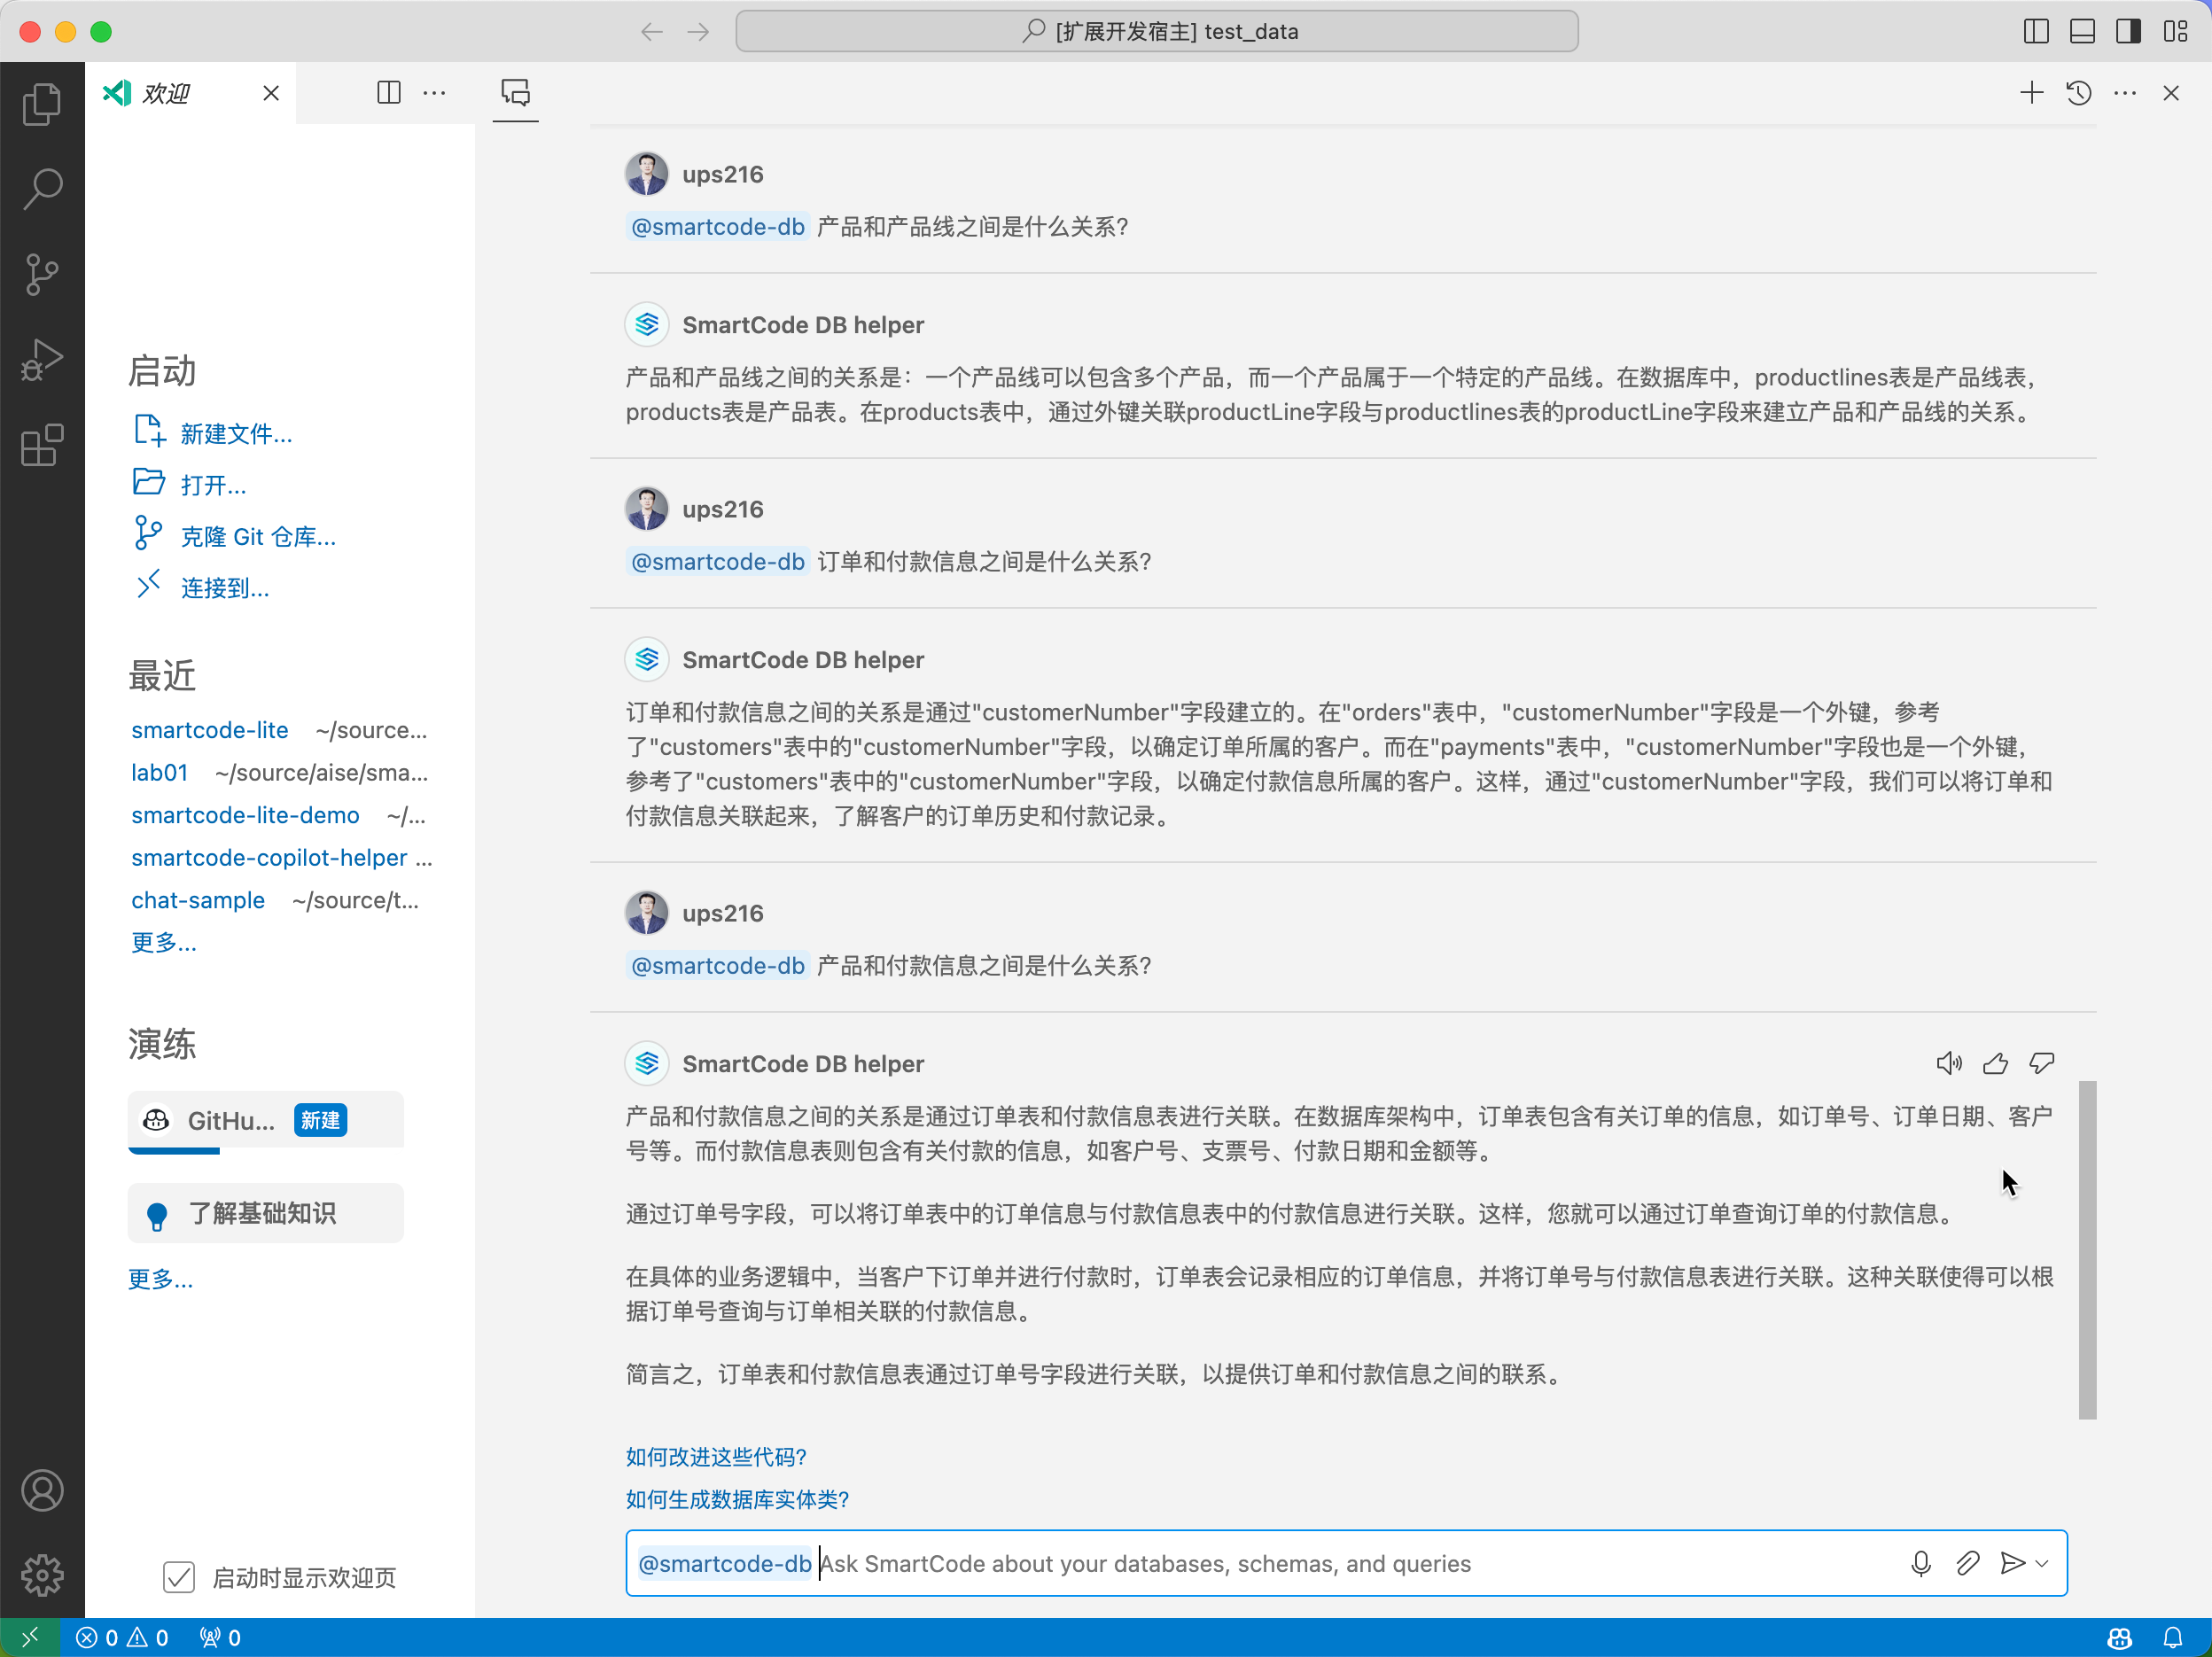 [扩展开发宿主] test_data
欢迎
启动
新建文件...
打开...
克隆 Git 仓库...
连接到...
最近
smartcode-lite ~/source...
lab01 ~/source/aise/sma...
smartcode-lite-demo ~/...
smartcode-copilot-helper ...
chat-sample ~/source/t...
更多...
演练
GitHu... 新建
了解基础知识
更多...
启动时显示欢迎页
ups216
@smartcode-db 产品和产品线之间是什么关系?
SmartCode DB helper
产品和产品线之间的关系是：一个产品线可以包含多个产品，而一个产品属于一个特定的产品线。在数据库中，productlines表是产品线表，
products表是产品表。在products表中，通过外键关联productLine字段与productlines表的productLine字段来建立产品和产品线的关系。
ups216
@smartcode-db 订单和付款信息之间是什么关系?
SmartCode DB helper
订单和付款信息之间的关系是通过"customerNumber"字段建立的。在"orders"表中，"customerNumber"字段是一个外键，参考
了"customers"表中的"customerNumber"字段，以确定订单所属的客户。而在"payments"表中，"customerNumber"字段也是一个外键，
参考了"customers"表中的"customerNumber"字段，以确定付款信息所属的客户。这样，通过"customerNumber"字段，我们可以将订单和
付款信息关联起来，了解客户的订单历史和付款记录。
ups216
@smartcode-db 产品和付款信息之间是什么关系?
SmartCode DB helper
产品和付款信息之间的关系是通过订单表和付款信息表进行关联。在数据库架构中，订单表包含有关订单的信息，如订单号、订单日期、客户
号等。而付款信息表则包含有关付款的信息，如客户号、支票号、付款日期和金额等。
通过订单号字段，可以将订单表中的订单信息与付款信息表中的付款信息进行关联。这样，您就可以通过订单查询订单的付款信息。
在具体的业务逻辑中，当客户下订单并进行付款时，订单表会记录相应的订单信息，并将订单号与付款信息表进行关联。这种关联使得可以根
据订单号查询与订单相关联的付款信息。
简言之，订单表和付款信息表通过订单号字段进行关联，以提供订单和付款信息之间的联系。
如何改进这些代码?
如何生成数据库实体类?
@smartcode-db Ask SmartCode about your databases, schemas, and queries
0 0 0